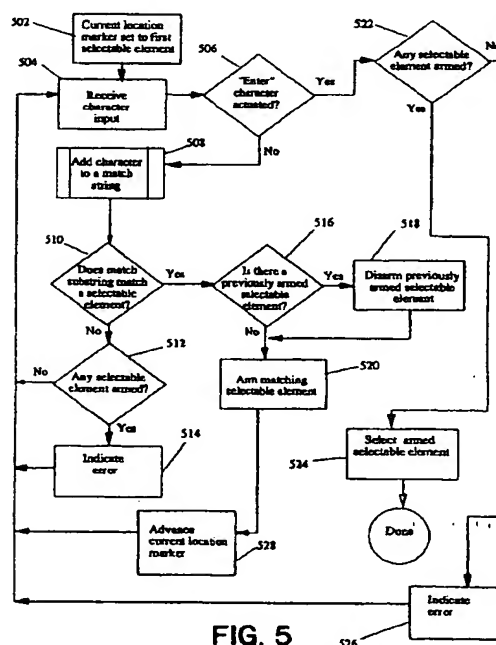 502
Current location
marker set to first
selectable element
504
Receive
character
input
506
"Enter"
character
actuated?
Yes
No
522
Any selectable
element armed?
No
Yes
508
Add character
to a match
string
510
Does match
substring match
a selectable
element?
Yes
No
516
Is there a
previously armed
selectable
element?
Yes
No
518
Disarm previously
armed selectable
element
512
Any selectable
element armed?
No
Yes
520
Arm matching
selectable element
514
Indicate
error
524
Select armed
selectable element
Done
Advance
current location
marker
528
Indicate
error
526
FIG. 5